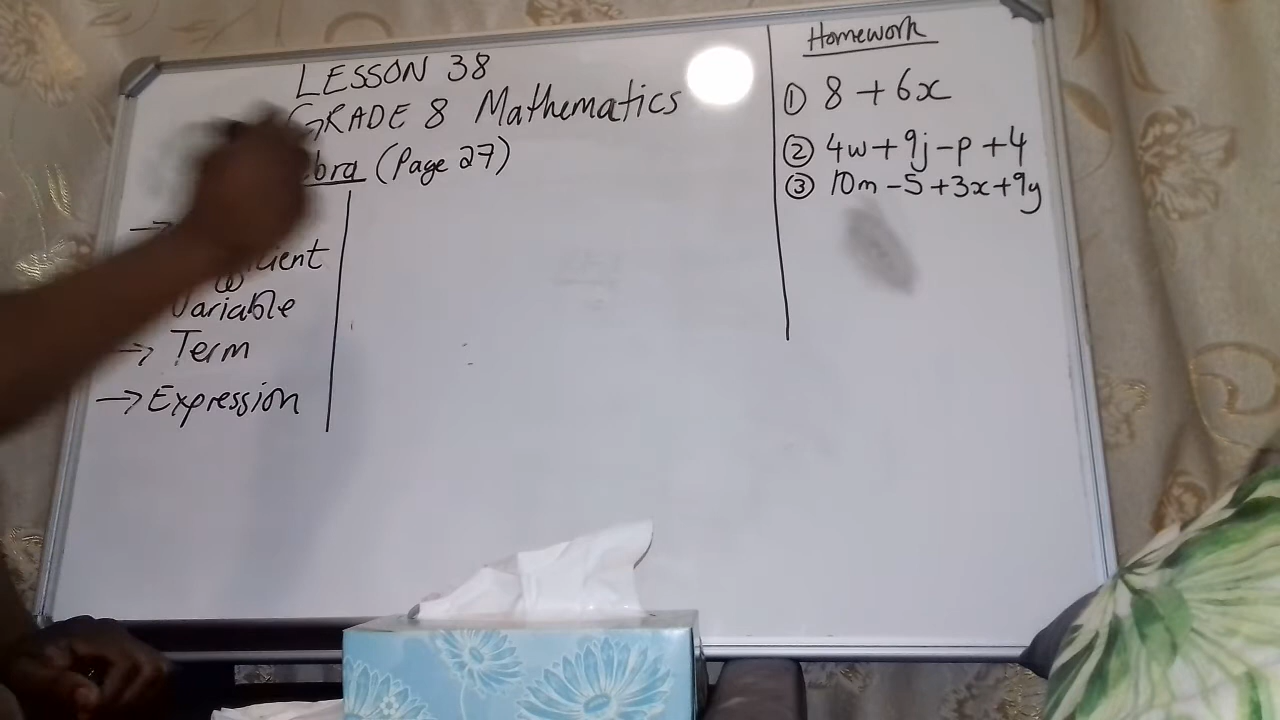 LESSON 38
GRADE 8 Mathematics
(Page 27)
→
Variable
→ Term
→ Expression
Homework
① 8 + 6x
② 4w + 9j - p + 4
③ 10m - 5 + 3x + 9y